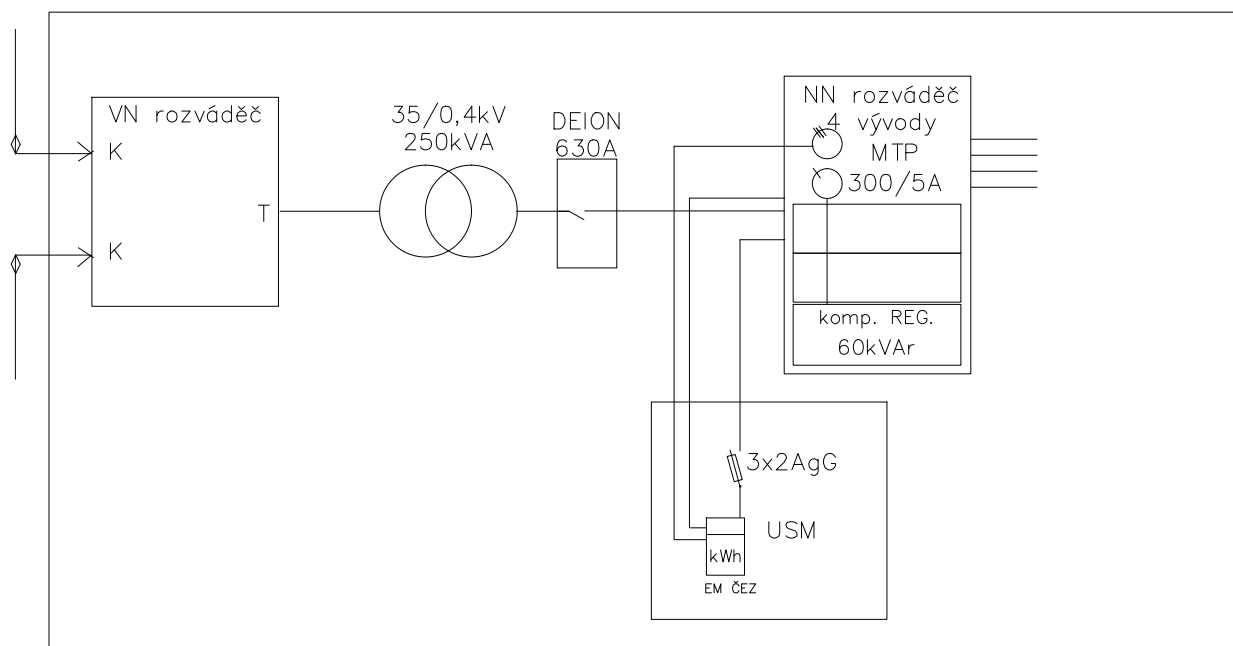 VN rozváděč
K
K
T
35/0,4kV
250kVA
DEION
630A
NN rozváděč
4 vývody
MTP
300/5A
komp. REG.
60kVAr
3x2AgG
USM
kWh
EM ČEZ